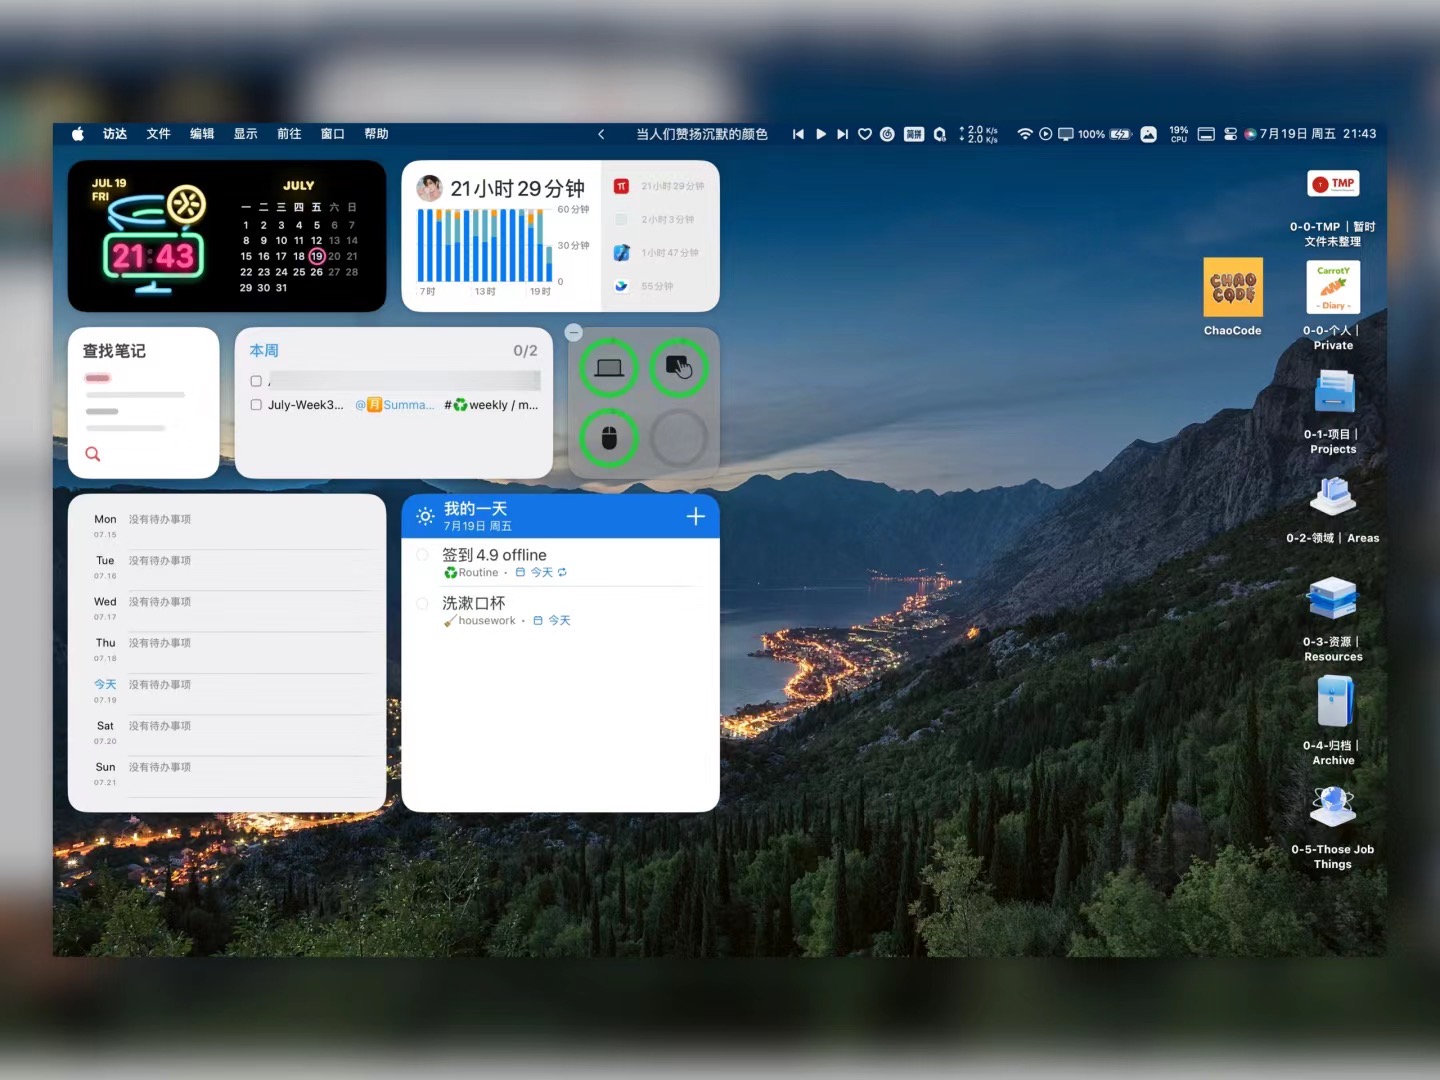 访达 文件 编辑 显示 前往 窗口 帮助
当人们赞扬沉默的颜色
简拼
2.0 K/s
2.0 K/s
100%
19%
CPU
7月19日 周五 21:43
JUL 19
FRI
21:43
JULY
一 二 三 四 五 六 日
1 2 3 4 5 6 7
8 9 10 11 12 13 14
15 16 17 18 19 20 21
22 23 24 25 26 27 28
29 30 31
21小时29分钟
60分钟
30分钟
0
7时 13时 19时
21小时29分钟
2小时3分钟
1小时47分钟
55分钟
查找笔记
本周 0/2
July-Week3... @月Summa... #♻weekly / m...
Mon 没有待办事项
07.15
Tue 没有待办事项
07.16
Wed 没有待办事项
07.17
Thu 没有待办事项
07.18
今天 没有待办事项
07.19
Sat 没有待办事项
07.20
Sun 没有待办事项
07.21
我的一天
7月19日 周五
签到 4.9 offline
Routine · 今天
洗漱口杯
housework · 今天
TMP
0-0-TMP｜暂时
文件未整理
CHAO
CODE
ChaoCode
CarrotY
- Diary -
0-0-个人｜
Private
0-1-项目｜
Projects
0-2-领域｜Areas
0-3-资源｜
Resources
0-4-归档｜
Archive
0-5-Those Job
Things